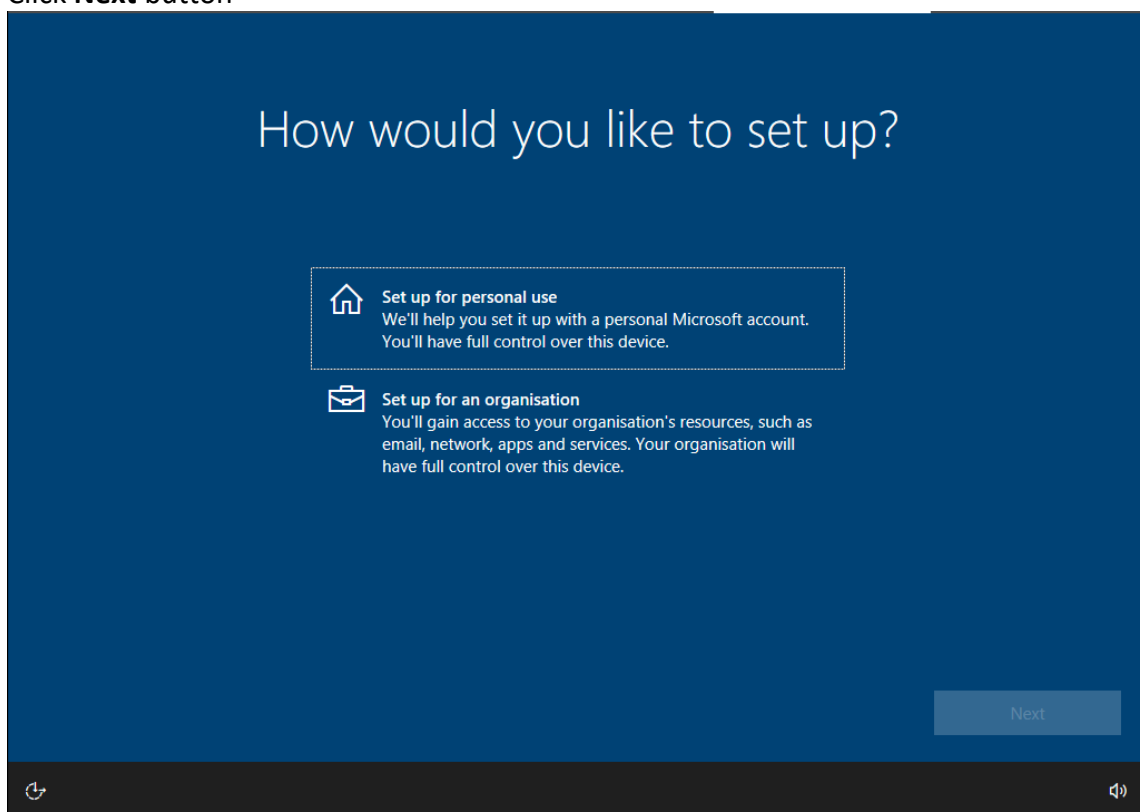 Click Next button
How would you like to set up?
Set up for personal use
We'll help you set it up with a personal Microsoft account.
You'll have full control over this device.
Set up for an organisation
You'll gain access to your organisation's resources, such as
email, network, apps and services. Your organisation will
have full control over this device.
Next